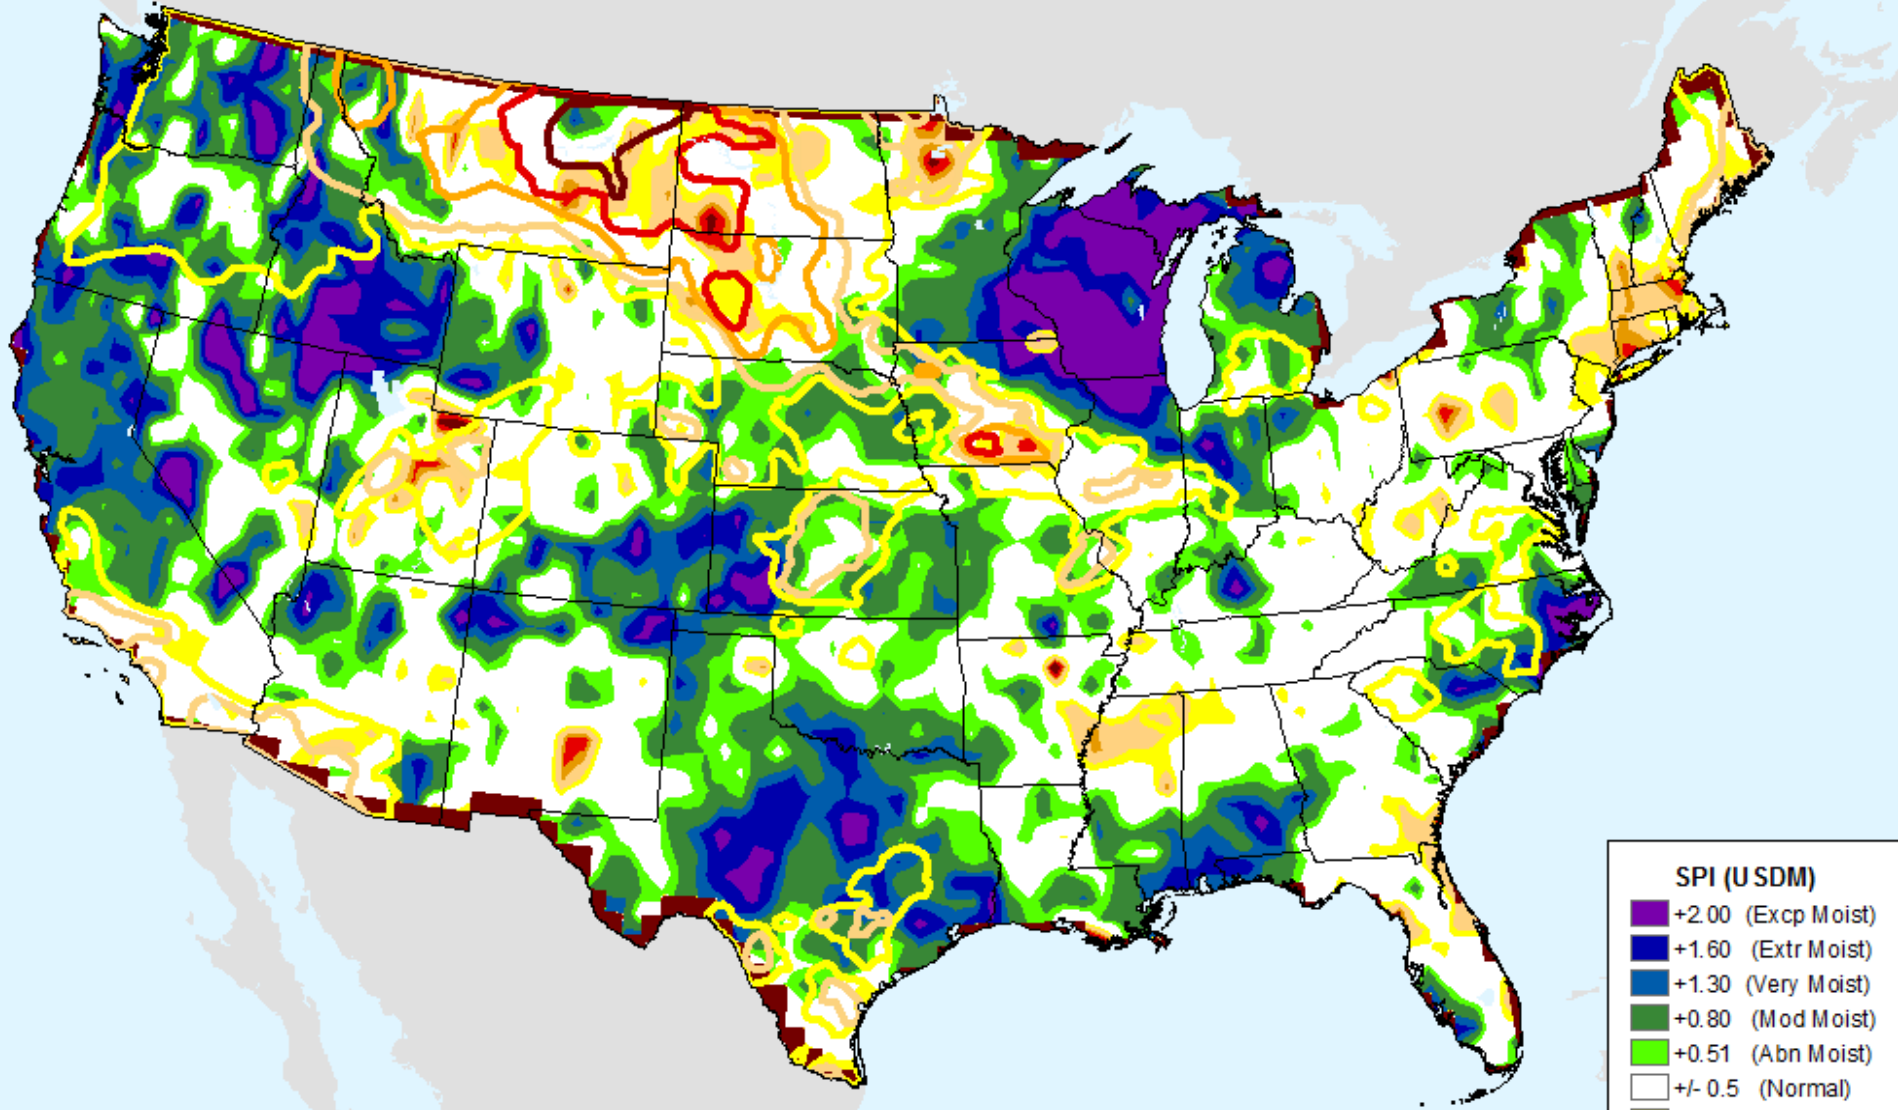 SPI (USDM)
+2.00 (Excp Moist)
+1.60 (Extr Moist)
+1.30 (Very Moist)
+0.80 (Mod Moist)
+0.51 (Abn Moist)
+/- 0.5 (Normal)